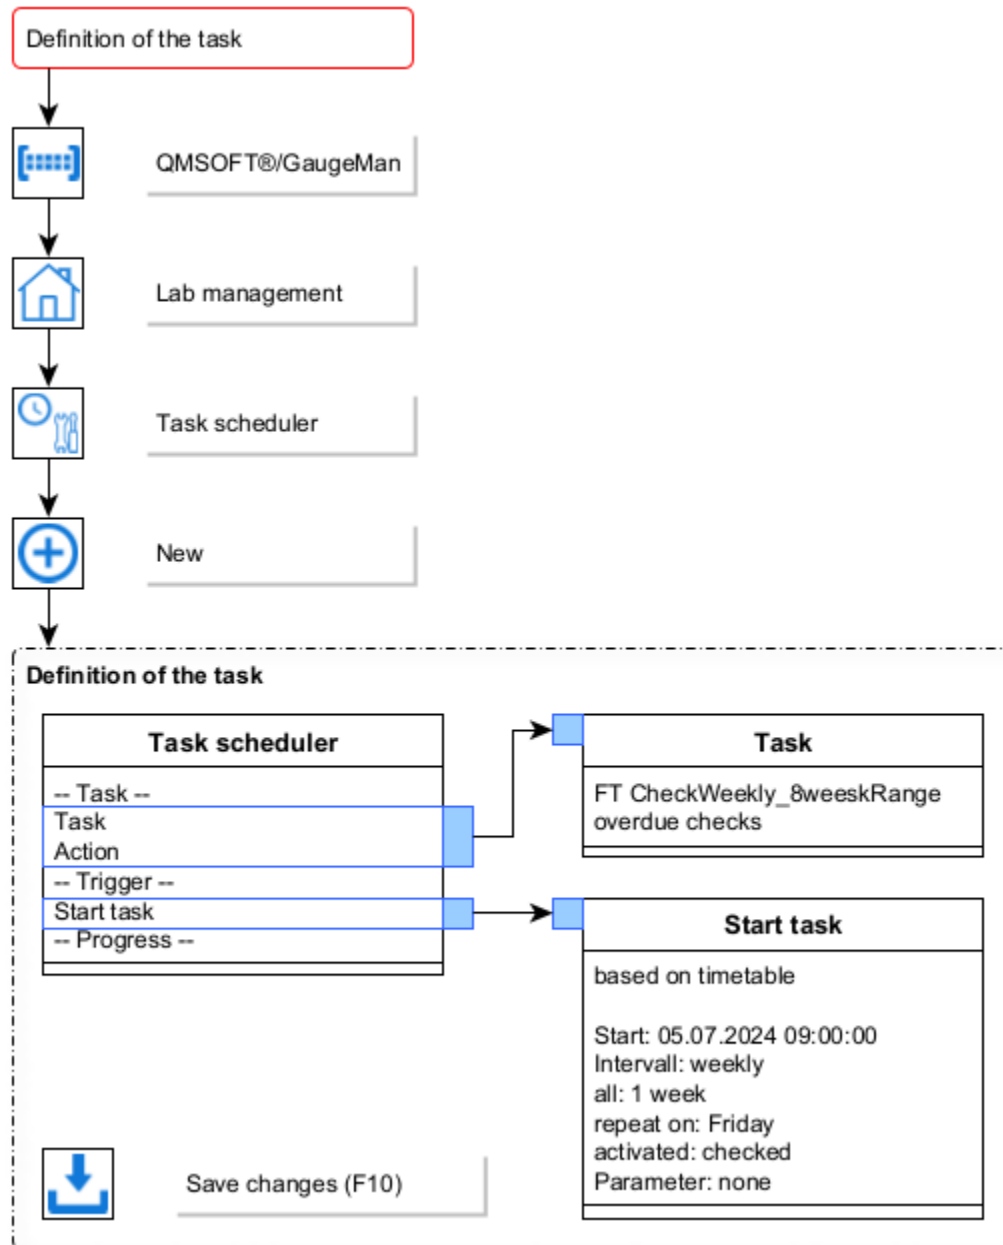 Definition of the task
QMSOFT®/GaugeMan
Lab management
Task scheduler
New
Definition of the task
Task scheduler
-- Task --
Task
Action
-- Trigger --
Start task
-- Progress --
Task
FT CheckWeekly_8weeskRange
overdue checks
Start task
based on timetable
Start: 05.07.2024 09:00:00
Intervall: weekly
all: 1 week
repeat on: Friday
activated: checked
Parameter: none
Save changes (F10)